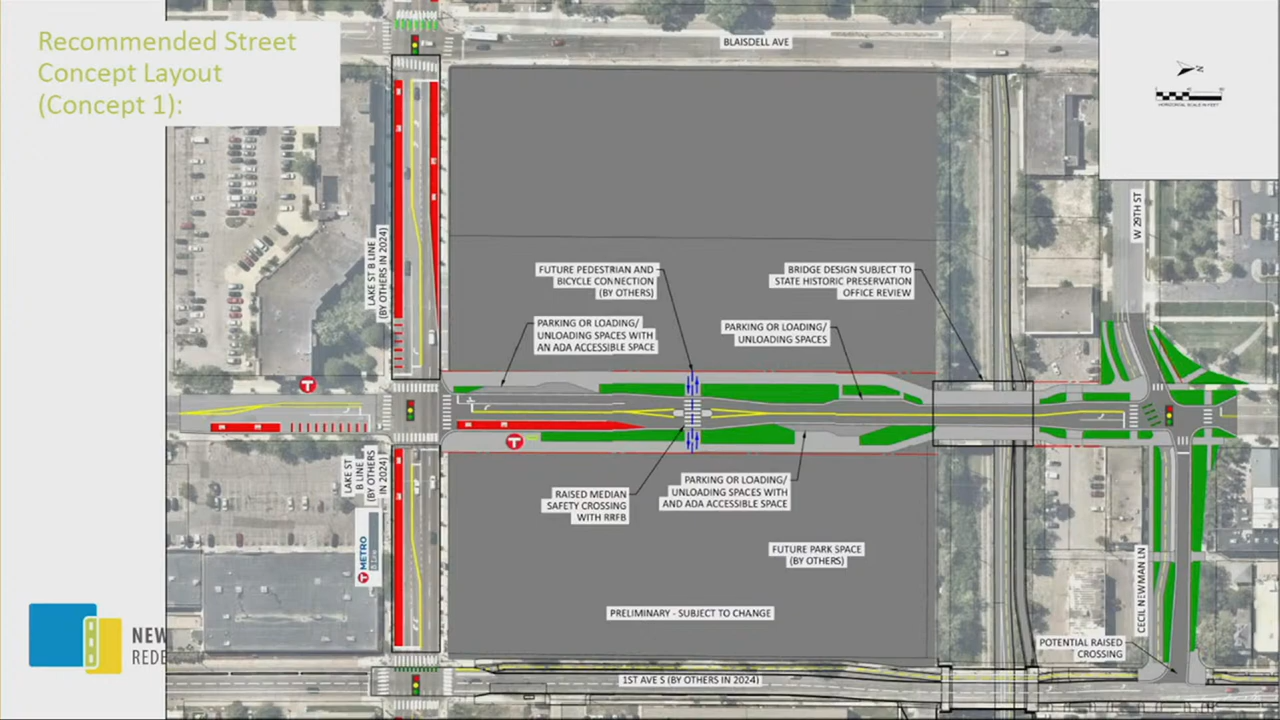 Recommended Street
Concept Layout
(Concept 1):
BLAISDELL AVE
N
HORIZONTAL SCALE IN FEET
W 29TH ST
LAKE ST B LINE
(BY OTHERS IN 2024)
FUTURE PEDESTRIAN AND
BICYCLE CONNECTION
(BY OTHERS)
BRIDGE DESIGN SUBJECT TO
STATE HISTORIC PRESERVATION
OFFICE REVIEW
PARKING OR LOADING/
UNLOADING SPACES WITH
AN ADA ACCESSIBLE SPACE
PARKING OR LOADING/
UNLOADING SPACES
T
T
LAKE ST
B LINE
(BY OTHERS
IN 2024)
RAISED MEDIAN
SAFETY CROSSING
WITH RRFB
PARKING OR LOADING/
UNLOADING SPACES WITH
AND ADA ACCESSIBLE SPACE
T METRO
B Line
FUTURE PARK SPACE
(BY OTHERS)
CECIL NEWMAN LN
PRELIMINARY - SUBJECT TO CHANGE
POTENTIAL RAISED
CROSSING
NEW
REDE
1ST AVE S (BY OTHERS IN 2024)